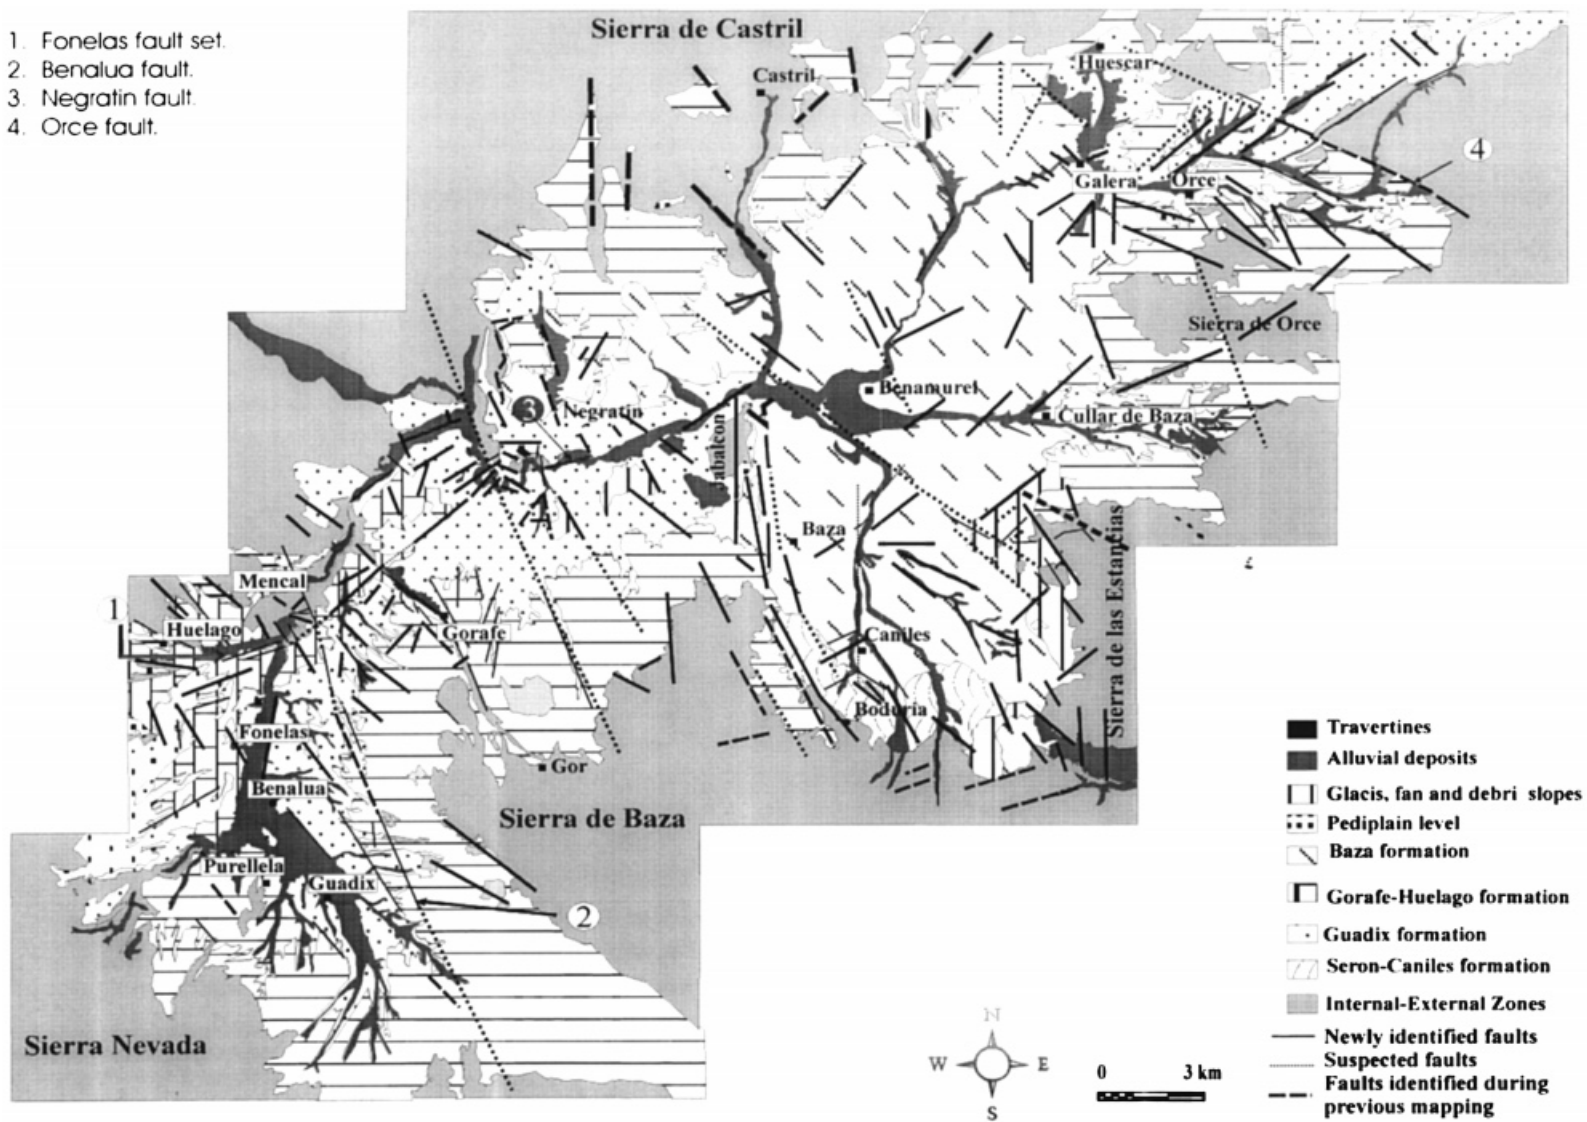 1. Fonelas fault set.
2. Benalua fault.
3. Negratin fault.
4. Orce fault.
Sierra de Castril
Castril
Huescar
4
Galera
Orce
Sierra de Orce
Benamurel
3
Negratin
Cullar de Baza
Jabalcon
Baza
Sierra de las Estancias
Mencal
1
Huelago
Gorafe
Caniles
Boduria
Fonelas
Gor
Benalua
Sierra de Baza
Purellela
Guadix
2
Sierra Nevada
Travertines
Alluvial deposits
Glacis, fan and debri slopes
Pediplain level
Baza formation
Gorafe-Huelago formation
Guadix formation
Seron-Caniles formation
Internal-External Zones
Newly identified faults
Suspected faults
Faults identified during
previous mapping
N
W E
S
0 3 km